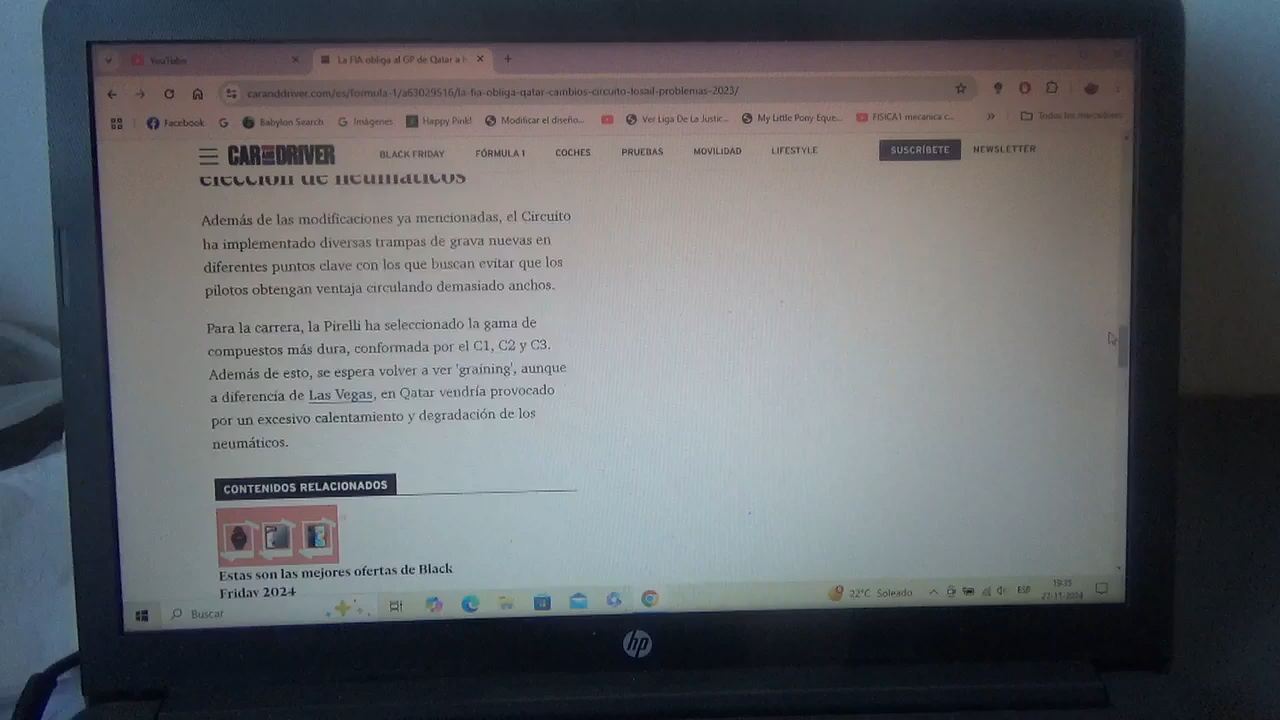 YouTube
La FIA obliga al GP de Qatar a
caranddriver.com/es/formula-1/a63029516/la-fia-obliga-qatar-cambios-circuito-losail-problemas-2023/
Facebook
Babylon Search
Imágenes
Happy Pink!
Modificar el diseño...
Ver Liga De La Justic...
My Little Pony Eque...
FISICA1 mecanica c...
»
Todos los marcadores
CAR AND DRIVER
BLACK FRIDAY
FÓRMULA 1
COCHES
PRUEBAS
MOVILIDAD
LIFESTYLE
SUSCRÍBETE
NEWSLETTER
elección de neumáticos
Además de las modificaciones ya mencionadas, el Circuito
ha implementado diversas trampas de grava nuevas en
diferentes puntos clave con los que buscan evitar que los
pilotos obtengan ventaja circulando demasiado anchos.
Para la carrera, la Pirelli ha seleccionado la gama de
compuestos más dura, conformada por el C1, C2 y C3.
Además de esto, se espera volver a ver 'graining', aunque
a diferencia de Las Vegas, en Qatar vendría provocado
por un excesivo calentamiento y degradación de los
neumáticos.
CONTENIDOS RELACIONADOS
Estas son las mejores ofertas de Black
Friday 2024
Buscar
22°C Soleado
ESP
hp